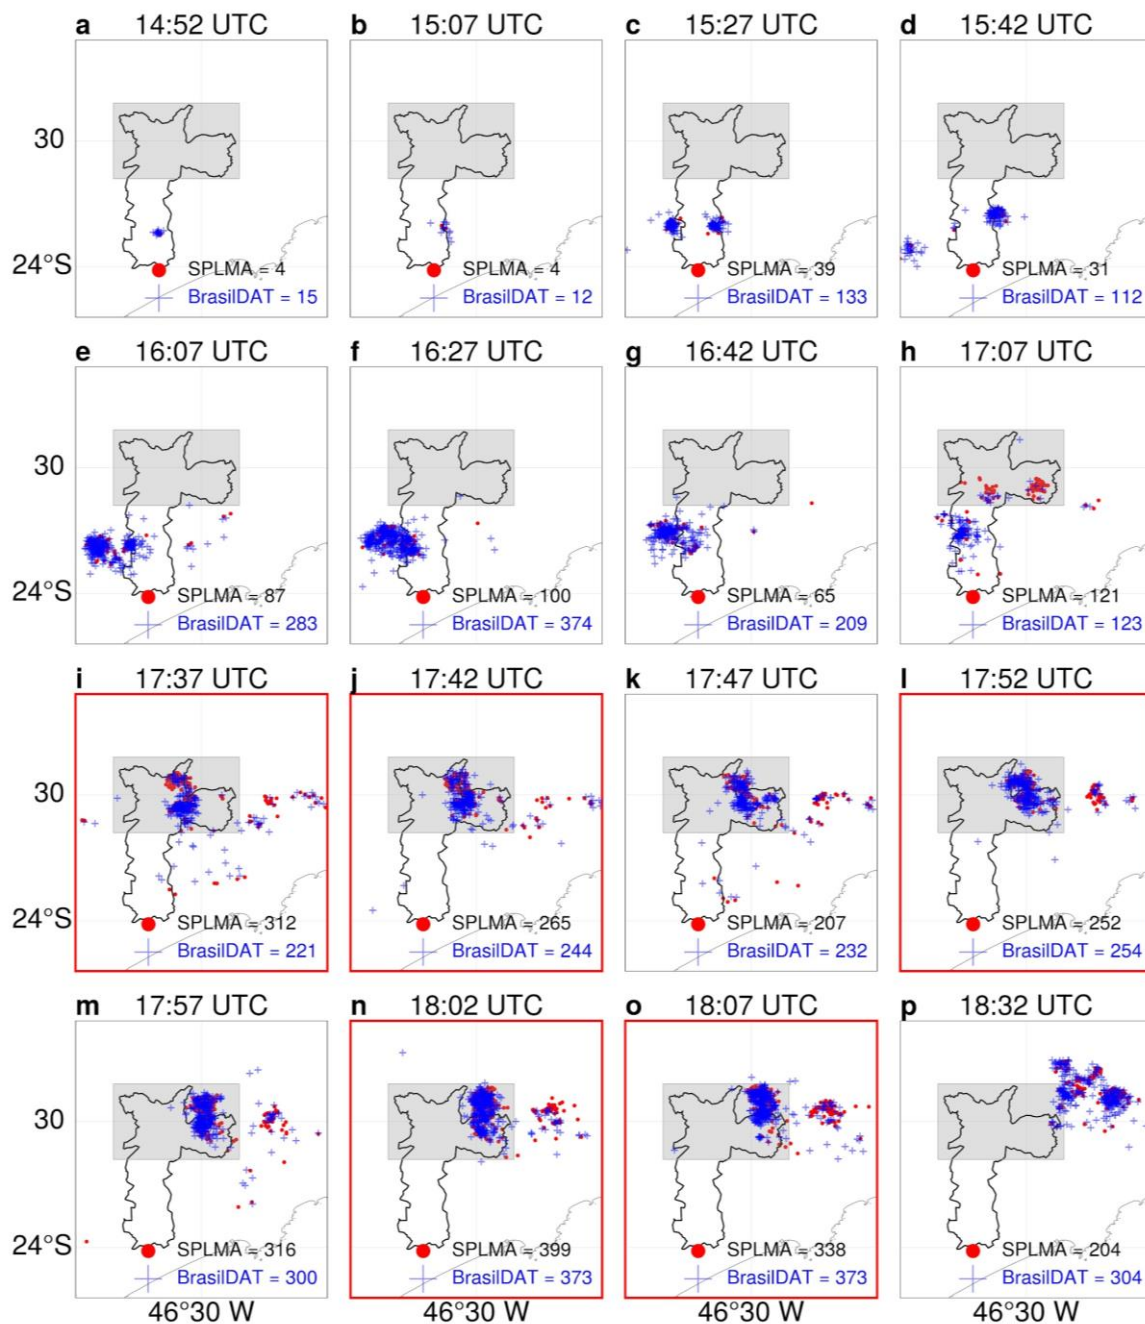 a 14:52 UTC b 15:07 UTC c 15:27 UTC d 15:42 UTC
30
24°S
SPLMA = 4 SPLMA = 4 SPLMA = 39 SPLMA = 31
BrasilDAT = 15 BrasilDAT = 12 BrasilDAT = 133 BrasilDAT = 112
e 16:07 UTC f 16:27 UTC g 16:42 UTC h 17:07 UTC
30
24°S
SPLMA = 87 SPLMA = 100 SPLMA = 65 SPLMA = 121
BrasilDAT = 283 BrasilDAT = 374 BrasilDAT = 209 BrasilDAT = 123
i 17:37 UTC j 17:42 UTC k 17:47 UTC l 17:52 UTC
30
24°S
SPLMA = 312 SPLMA = 265 SPLMA = 207 SPLMA = 252
BrasilDAT = 221 BrasilDAT = 244 BrasilDAT = 232 BrasilDAT = 254
m 17:57 UTC n 18:02 UTC o 18:07 UTC p 18:32 UTC
30
24°S
SPLMA = 316 SPLMA = 399 SPLMA = 338 SPLMA = 204
BrasilDAT = 300 BrasilDAT = 373 BrasilDAT = 373 BrasilDAT = 304
46°30 W 46°30 W 46°30 W 46°30 W